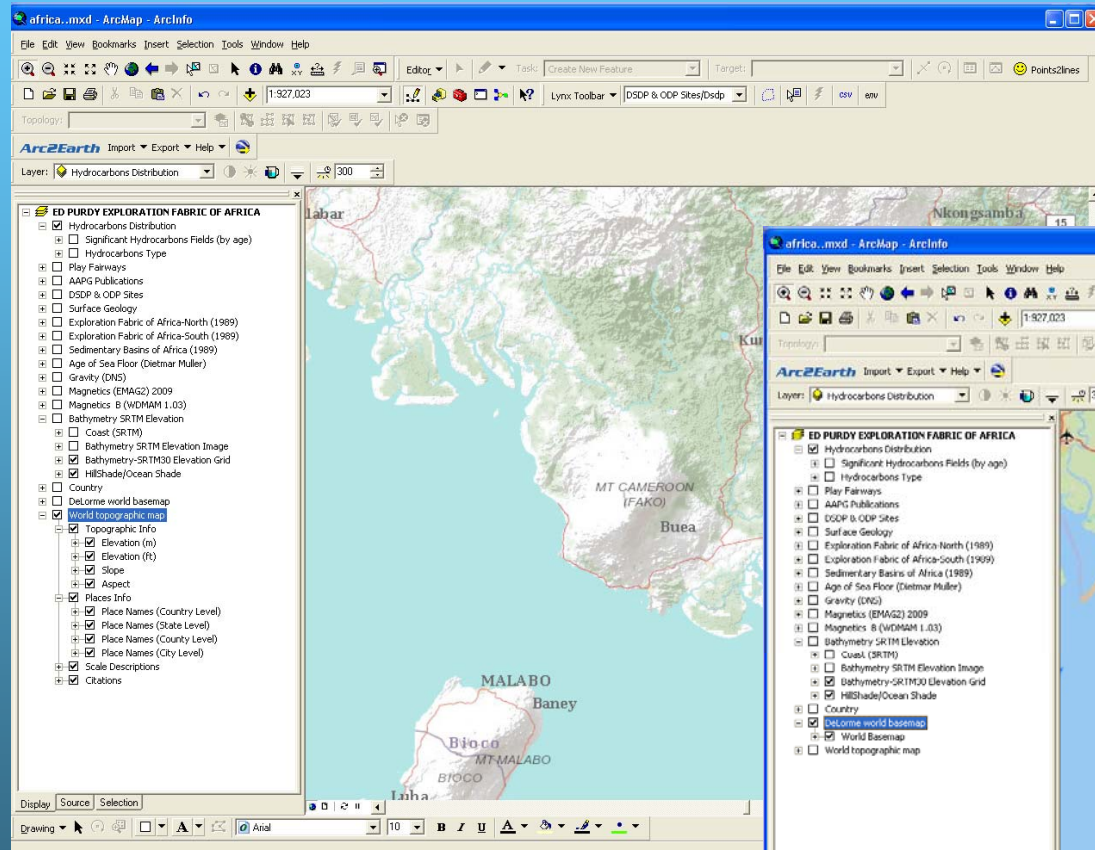 africa..mxd - ArcMap - ArcInfo
File Edit View Bookmarks Insert Selection Tools Window Help
Editor Task: Create New Feature Target: Points2lines
1:927,023 Lynx Toolbar DSDP & ODP Sites/Dsdp csv env
Topology:
Arc2Earth Import Export Help
Layer: Hydrocarbons Distribution 300
ED PURDY EXPLORATION FABRIC OF AFRICA
Hydrocarbons Distribution
Significant Hydrocarbons Fields (by age)
Hydrocarbons Type
Play Fairways
AAPG Publications
DSDP & ODP Sites
Surface Geology
Exploration Fabric of Africa-North (1989)
Exploration Fabric of Africa-South (1989)
Sedimentary Basins of Africa (1989)
Age of Sea Floor (Dietmar Muller)
Gravity (DNS)
Magnetics (EMAG2) 2009
Magnetics B (WDMAM 1.03)
Bathymetry SRTM Elevation
Coast (SRTM)
Bathymetry SRTM Elevation Image
Bathymetry-SRTM30 Elevation Grid
HillShade/Ocean Shade
Country
DeLorme world basemap
World topographic map
Topographic Info
Elevation (m)
Elevation (ft)
Slope
Aspect
Places Info
Place Names (Country Level)
Place Names (State Level)
Place Names (County Level)
Place Names (City Level)
Scale Descriptions
Citations
Display Source Selection
Drawing A Arial 10 B I U A
labar
Nkongsamba
15
Kum
MT CAMEROON
(FAKO)
Buea
MALABO
Baney
Bioco
MT MALABO
BIOCO
Luba
africa..mxd - ArcMap - ArcInfo
File Edit View Bookmarks Insert Selection Tools Window Help
1:927,023
Topology:
Arc2Earth Import Export Help
Layer: Hydrocarbons Distribution 3
ED PURDY EXPLORATION FABRIC OF AFRICA
Hydrocarbons Distribution
Significant Hydrocarbons Fields (by age)
Hydrocarbons Type
Play Fairways
AAPG Publications
DSDP & ODP Sites
Surface Geology
Exploration Fabric of Africa-North (1989)
Exploration Fabric of Africa-South (1989)
Sedimentary Basins of Africa (1989)
Age of Sea Floor (Dietmar Muller)
Gravity (DNS)
Magnetics (EMAG2) 2009
Magnetics B (WDMAM 1.03)
Bathymetry SRTM Elevation
Coast (SRTM)
Bathymetry SRTM Elevation Image
Bathymetry-SRTM30 Elevation Grid
HillShade/Ocean Shade
Country
DeLorme world basemap
World Basemap
World topographic map